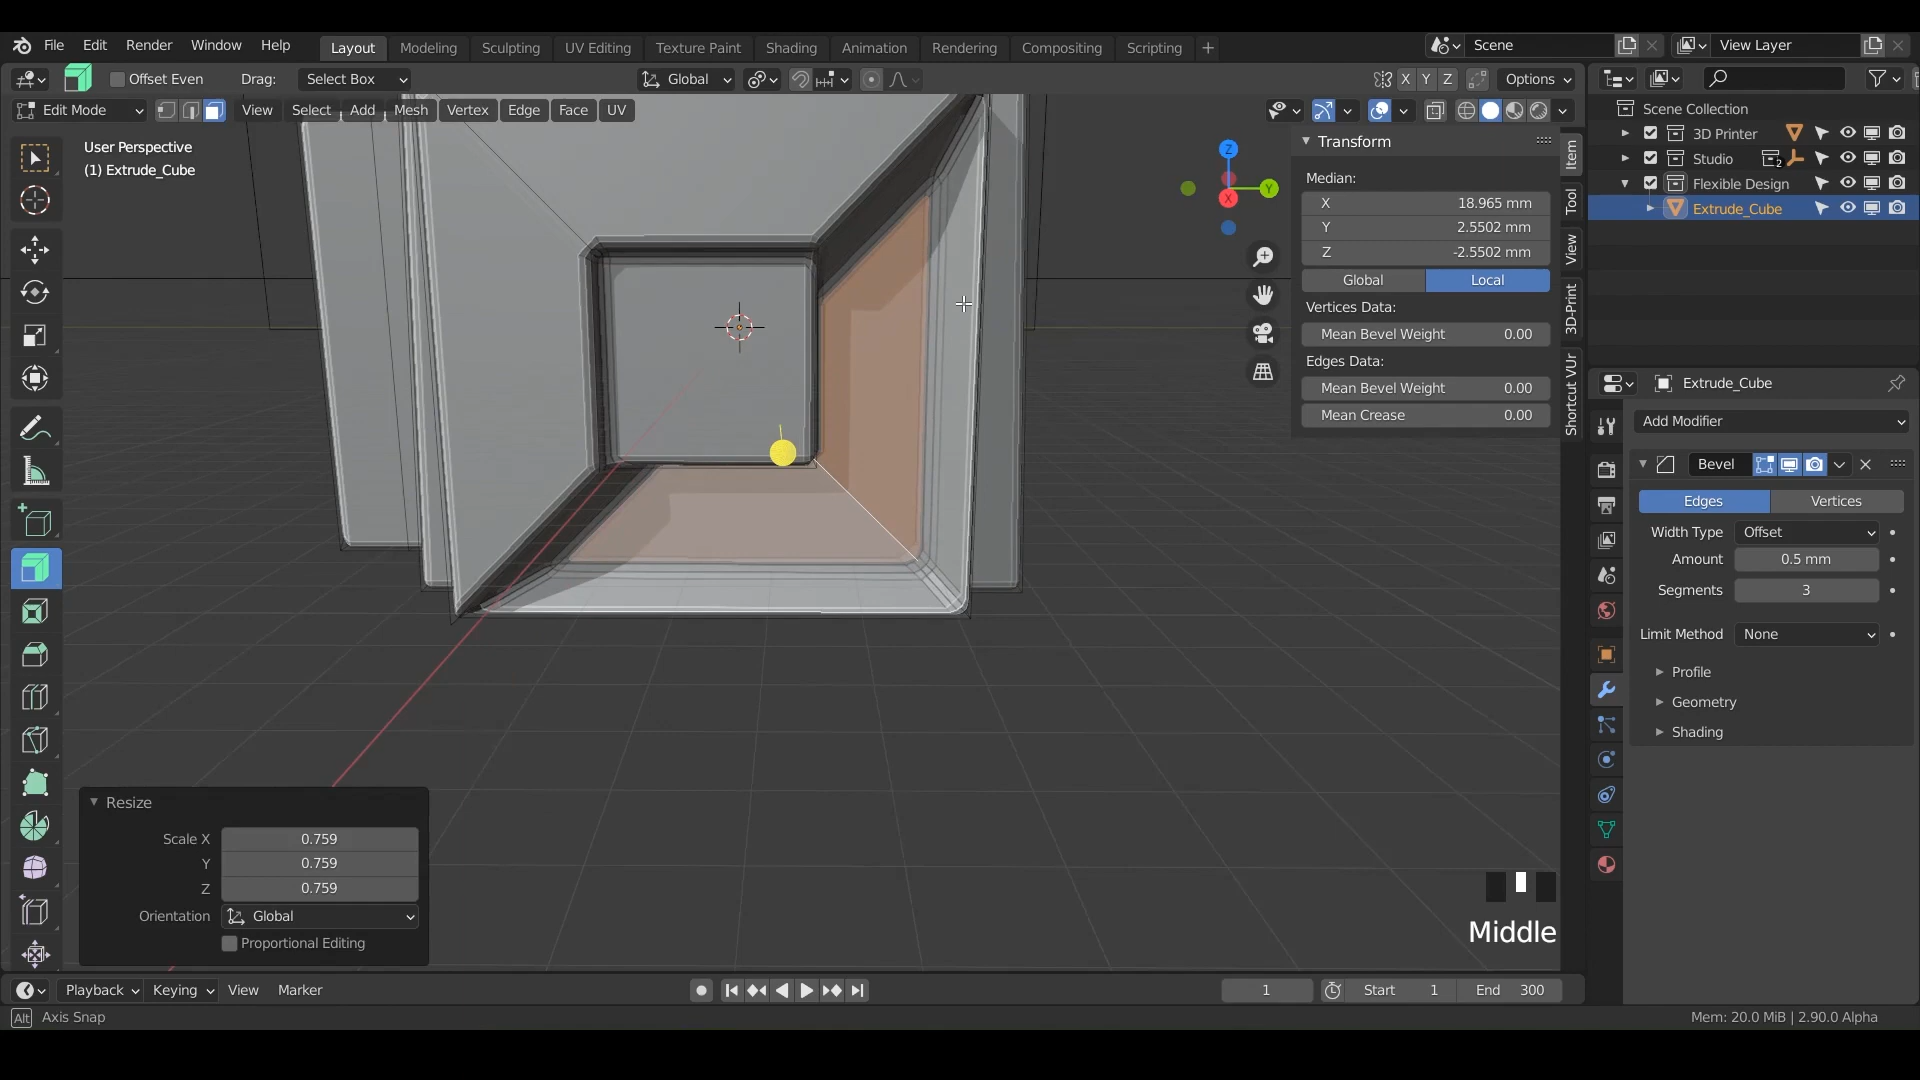 File Edit Render Window Help Layout Modeling Sculpting UV Editing Texture Paint Shading Animation Rendering Compositing Scripting + Scene View Layer
Offset Even Drag: Select Box Global X Y Z Options
Edit Mode View Select Add Mesh Vertex Edge Face UV
User Perspective
(1) Extrude_Cube
Z
Y
X
Transform
Median:
X 18.965 mm
Y 2.5502 mm
Z -2.5502 mm
Global Local
Vertices Data:
Mean Bevel Weight 0.00
Edges Data:
Mean Bevel Weight 0.00
Mean Crease 0.00
Item
Tool
View
3D-Print
Shortcut VUr
Scene Collection
3D Printer
Studio 2
Flexible Design
Extrude_Cube
Extrude_Cube
Add Modifier
Bevel
Edges Vertices
Width Type Offset
Amount 0.5 mm
Segments 3
Limit Method None
Profile
Geometry
Shading
Resize
Scale X 0.759
Y 0.759
Z 0.759
Orientation Global
Proportional Editing
Middle
Playback Keying View Marker 1 Start 1 End 300
Alt Axis Snap Mem: 20.0 MiB | 2.90.0 Alpha